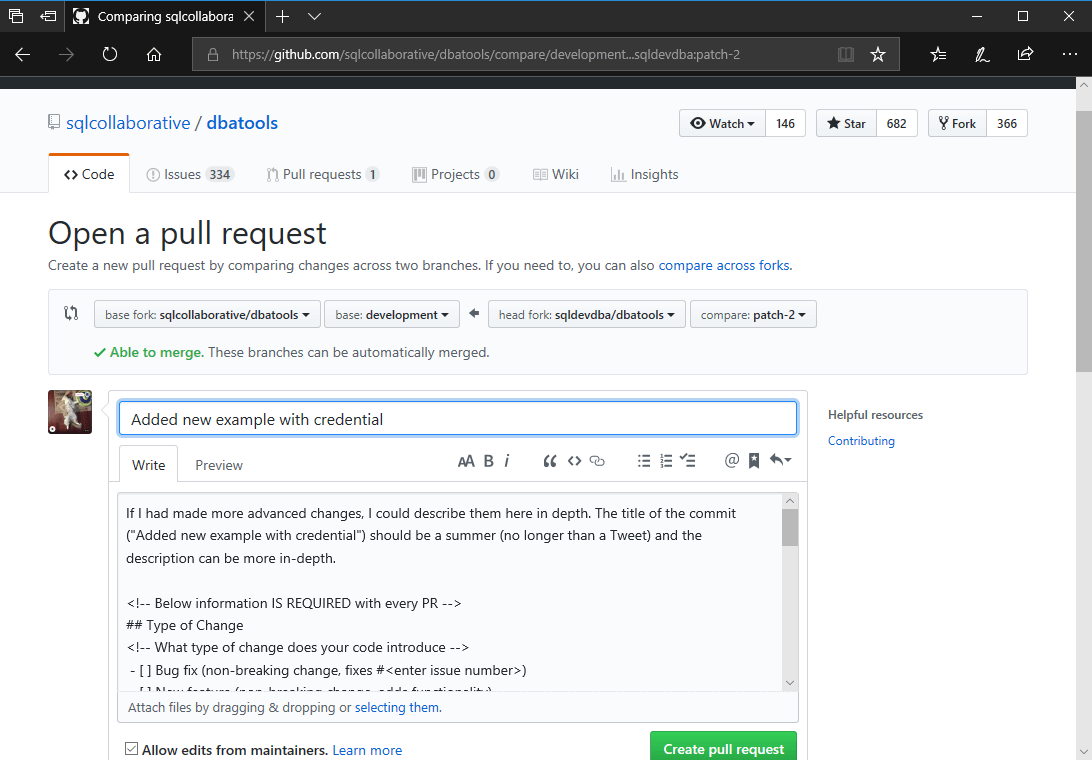 Comparing sqlcollabora
https://github.com/sqlcollaborative/dbatools/compare/development...sqldevdba:patch-2
sqlcollaborative / dbatools
Watch 146 Star 682 Fork 366
Code Issues 334 Pull requests 1 Projects 0 Wiki Insights
Open a pull request
Create a new pull request by comparing changes across two branches. If you need to, you can also compare across forks.
base fork: sqlcollaborative/dbatools base: development head fork: sqldevdba/dbatools compare: patch-2
Able to merge. These branches can be automatically merged.
Added new example with credential
Helpful resources
Contributing
Write Preview AA B i “ <> @
If I had made more advanced changes, I could describe them here in depth. The title of the commit
("Added new example with credential") should be a summer (no longer than a Tweet) and the
description can be more in-depth.
<!-- Below information IS REQUIRED with every PR -->
## Type of Change
<!-- What type of change does your code introduce -->
- [ ] Bug fix (non-breaking change, fixes #<enter issue number>)
- [ ] New feature (non-breaking change, adds functionality)
Attach files by dragging & dropping or selecting them.
Allow edits from maintainers. Learn more
Create pull request